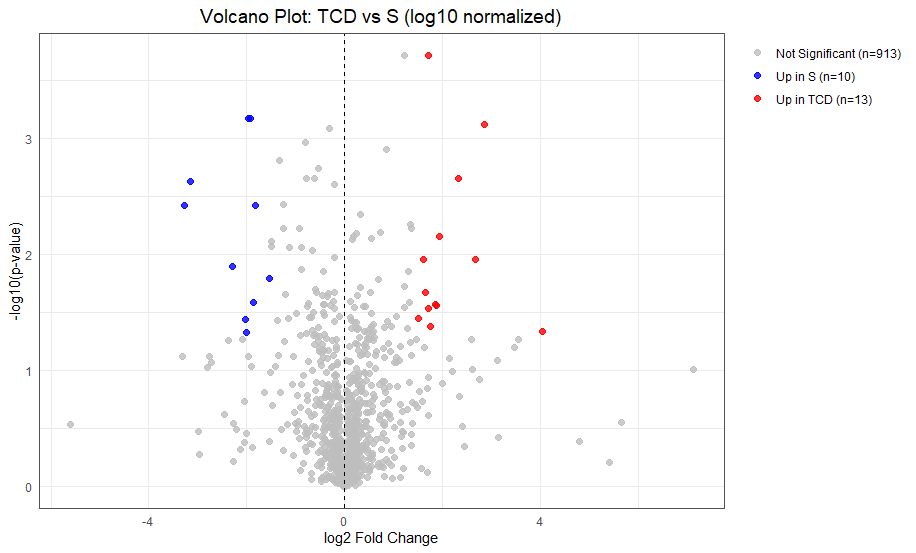 Volcano Plot: TCD vs S (log10 normalized)
Not Significant (n=913)
Up in S (n=10)
Up in TCD (n=13)
-log10(p-value)
3
2
1
0
-4
0
4
log2 Fold Change